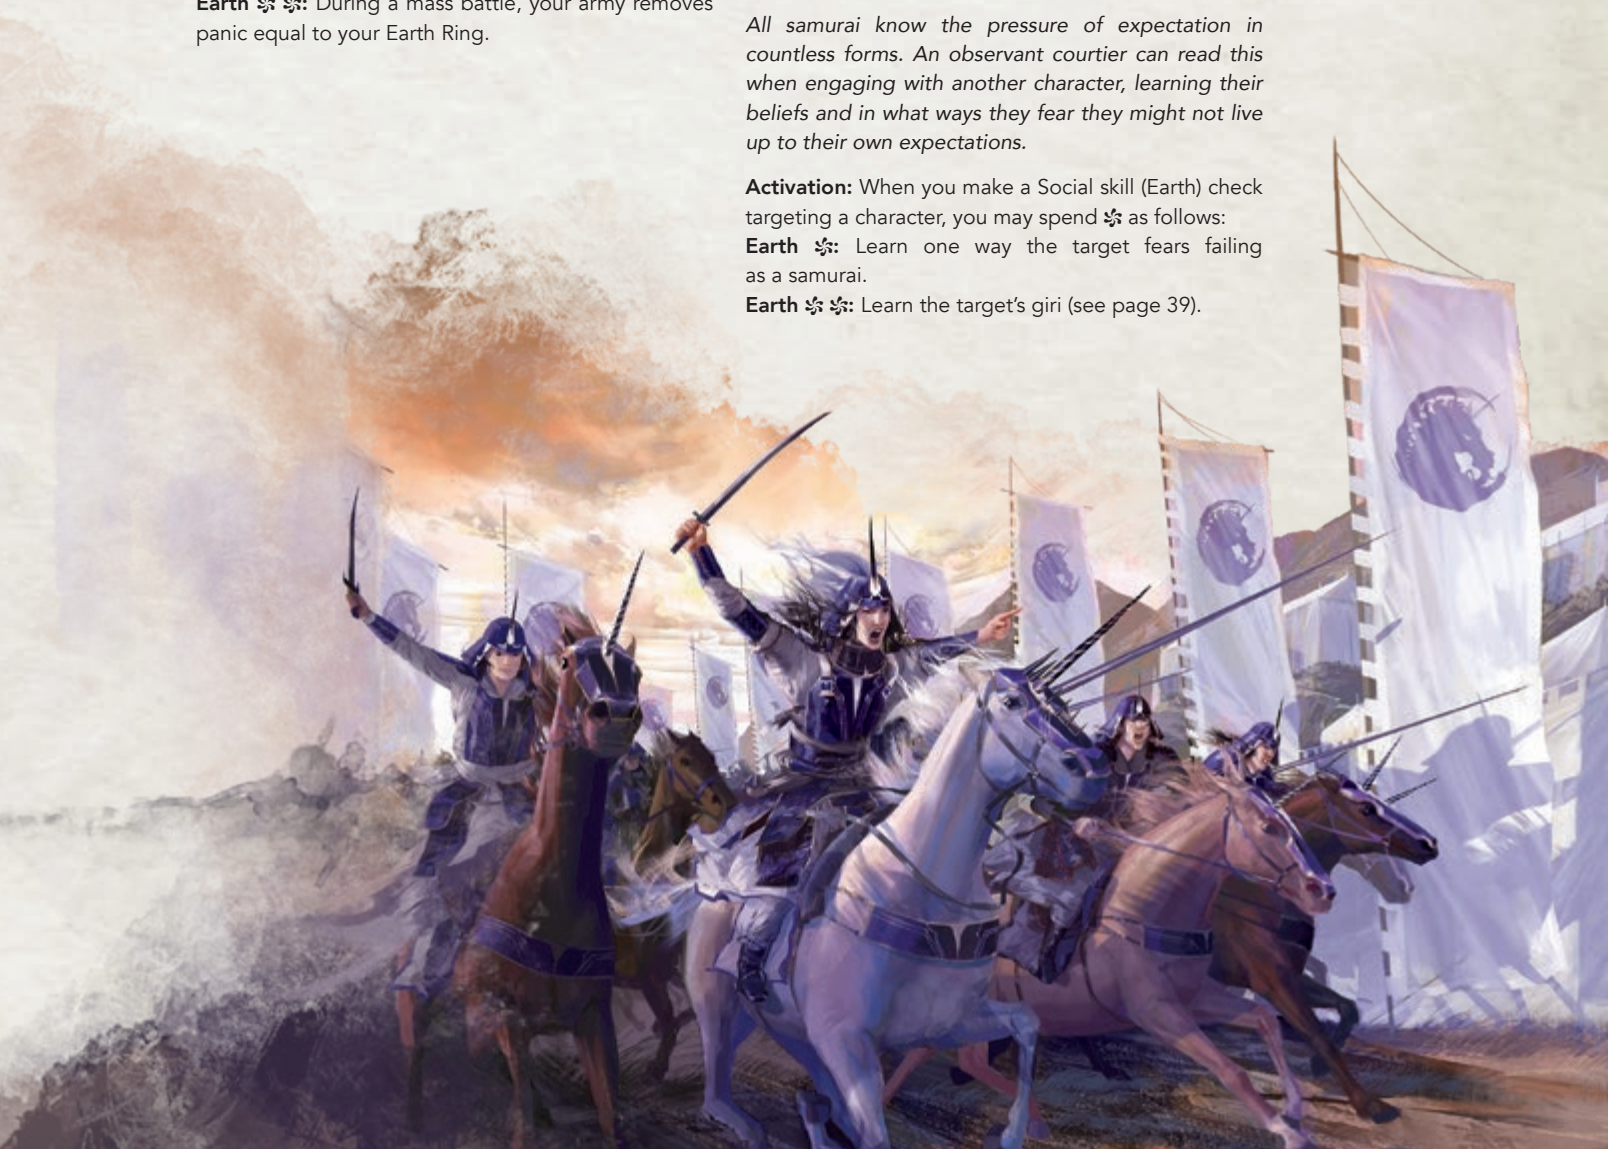 Earth ❋ ❋: During a mass battle, your army removes
panic equal to your Earth Ring.
All samurai know the pressure of expectation in
countless forms. An observant courtier can read this
when engaging with another character, learning their
beliefs and in what ways they fear they might not live
up to their own expectations.
Activation: When you make a Social skill (Earth) check
targeting a character, you may spend ❋ as follows:
Earth ❋: Learn one way the target fears failing
as a samurai.
Earth ❋ ❋: Learn the target’s giri (see page 39).